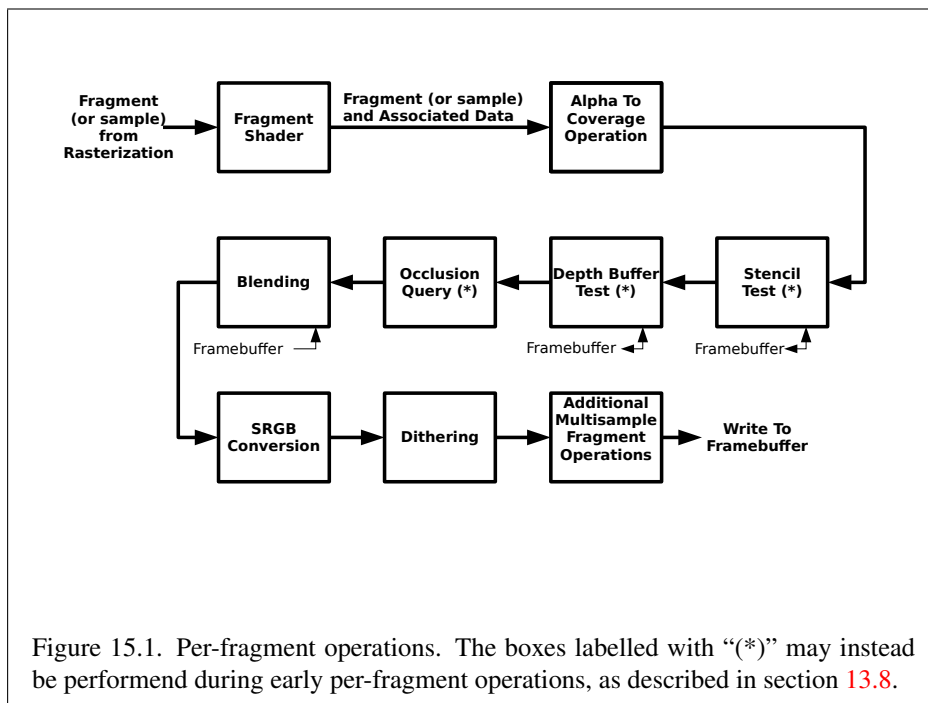 Fragment
(or sample)
from
Rasterization
Fragment
Shader
Fragment (or sample)
and Associated Data
Alpha To
Coverage
Operation
Blending
Occlusion
Query (*)
Depth Buffer
Test (*)
Stencil
Test (*)
Framebuffer
Framebuffer
Framebuffer
SRGB
Conversion
Dithering
Additional
Multisample
Fragment
Operations
Write To
Framebuffer
Figure 15.1. Per-fragment operations. The boxes labelled with “(*)” may instead
be performend during early per-fragment operations, as described in section 13.8.